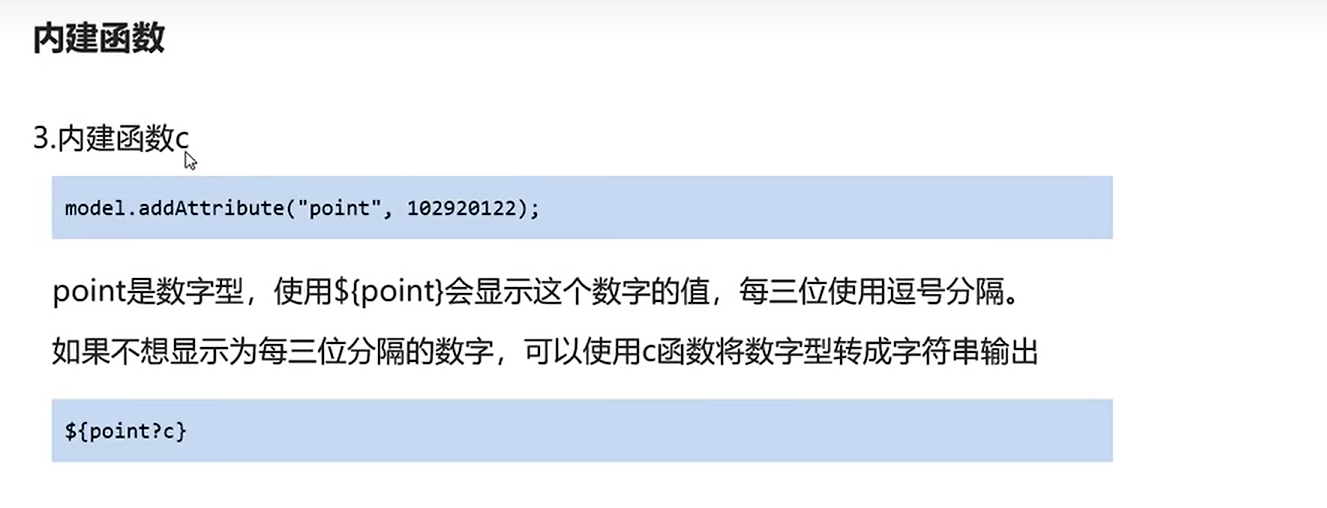 内建函数
3.内建函数c
model.addAttribute("point", 102920122);
point是数字型，使用${point}会显示这个数字的值，每三位使用逗号分隔。
如果不想显示为每三位分隔的数字，可以使用c函数将数字型转成字符串输出
${point?c}